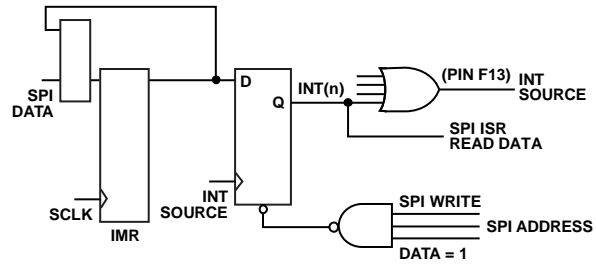 SPI
DATA
SCLK
IMR
D
Q
INT
SOURCE
INT(n)
(PIN F13)
INT
SOURCE
SPI ISR
READ DATA
SPI WRITE
SPI ADDRESS
DATA = 1